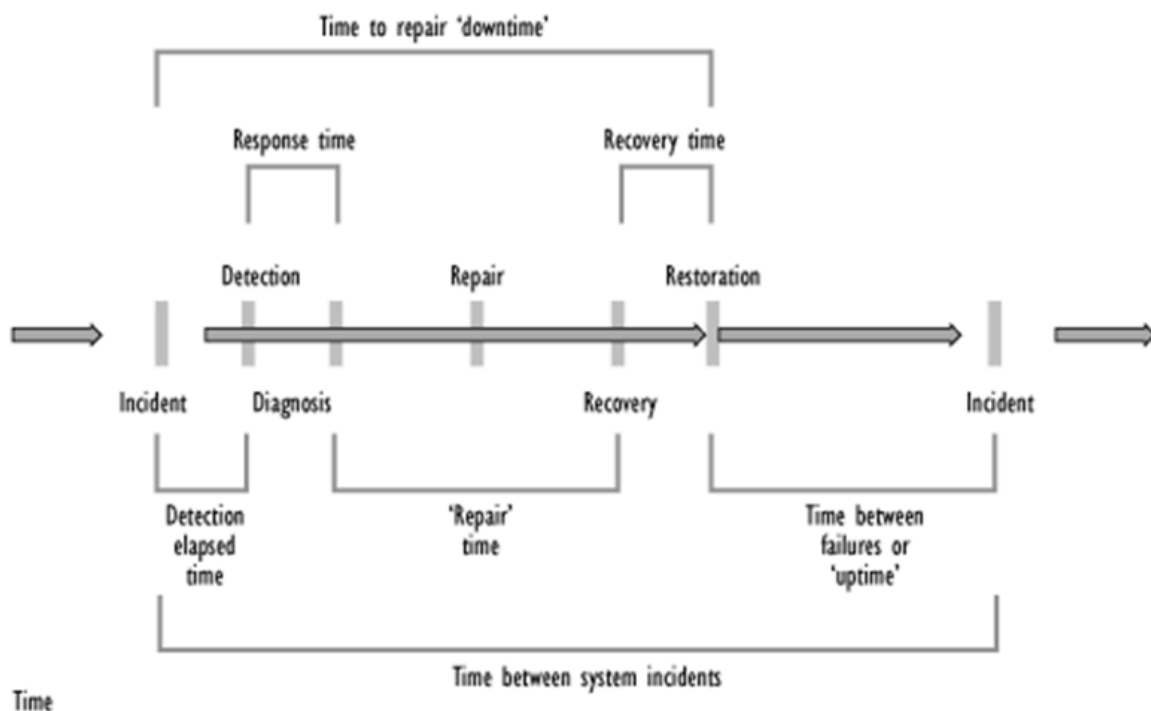 Time to repair ‘downtime’
Response time
Recovery time
Detection
Repair
Restoration
Incident
Diagnosis
Recovery
Incident
Detection
elapsed
time
‘Repair’
time
Time between
failures or
‘uptime’
Time between system incidents
Time